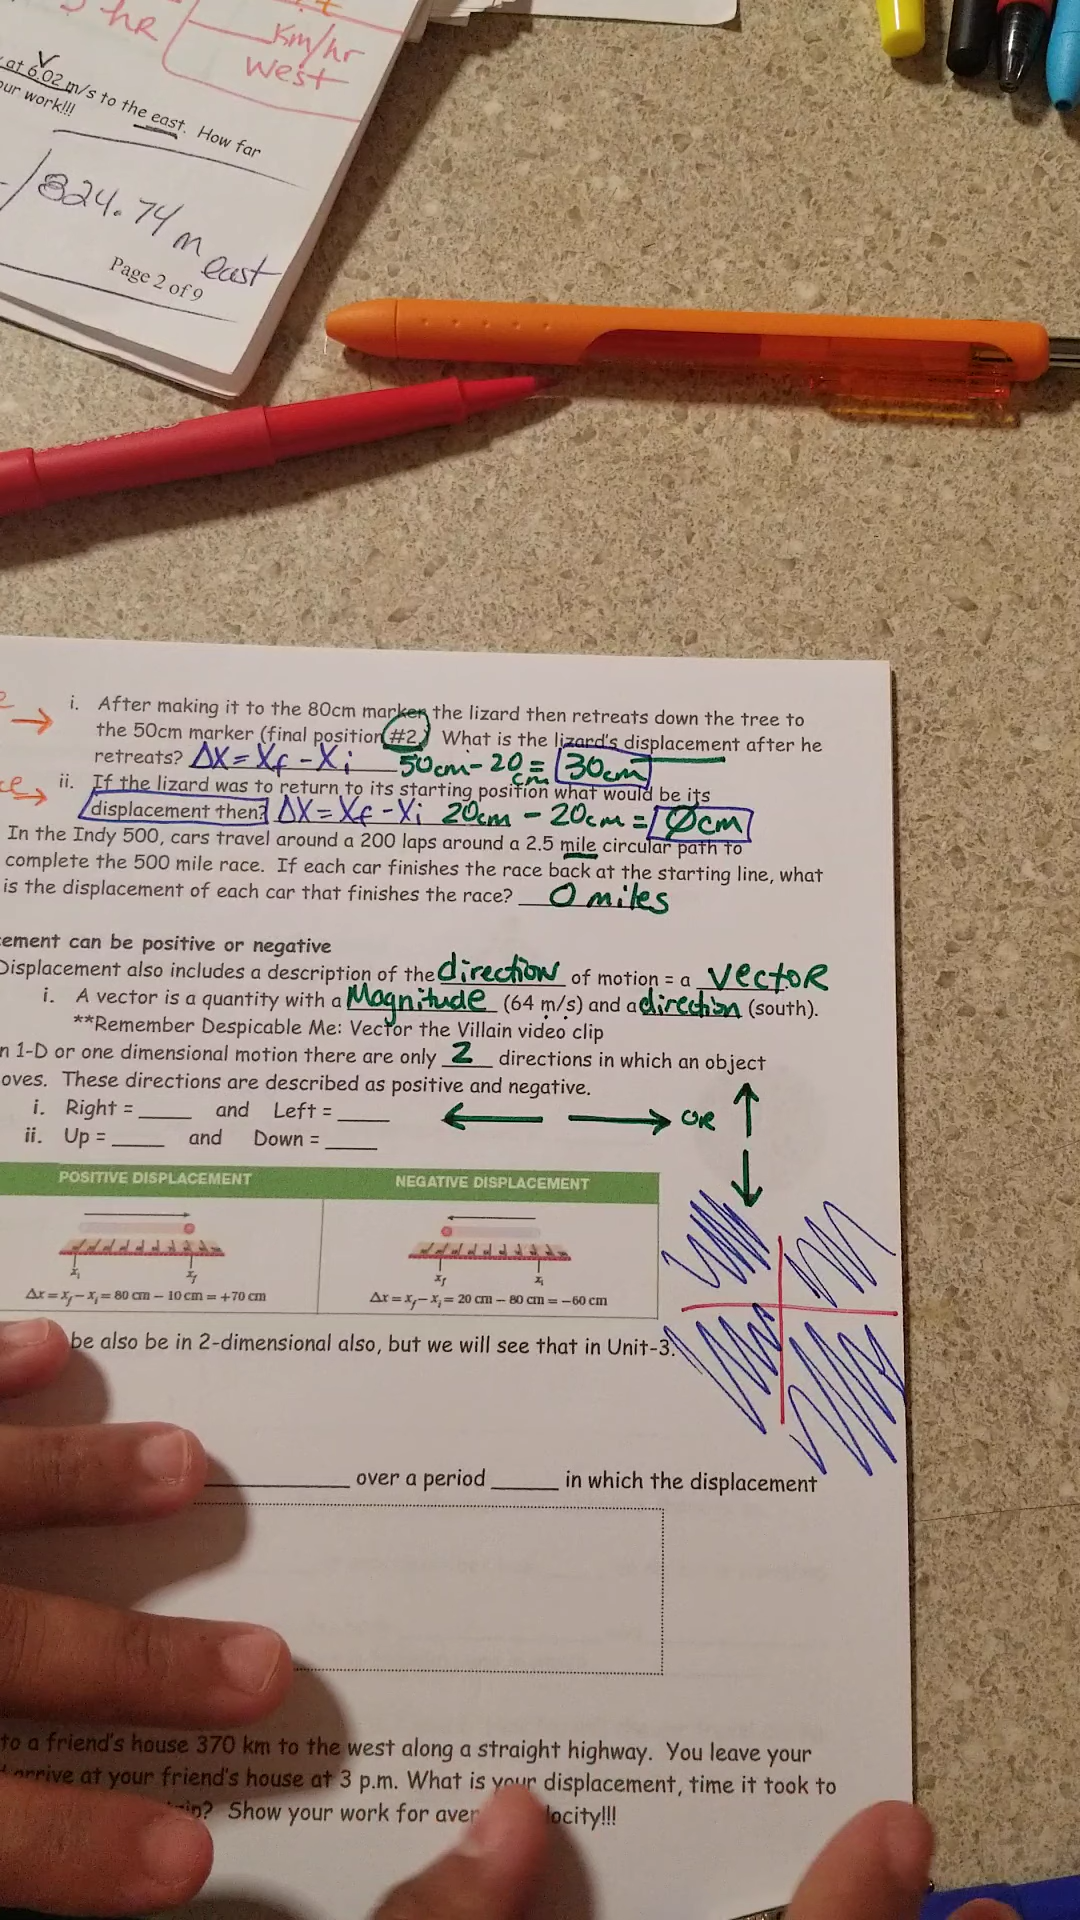 5 hr
Km/hr
West
at 6.02 m/s to the east. How far
our work!!!
824.74 m
east
Page 2 of 9
i. After making it to the 80cm marker the lizard then retreats down the tree to
the 50cm marker (final position #2) What is the lizard's displacement after he
retreats? ΔX = Xf - Xi 50cm - 20cm = 30cm
ii. If the lizard was to return to its starting position what would be its
displacement then? ΔX = Xf - Xi 20cm - 20cm = Øcm
In the Indy 500, cars travel around a 200 laps around a 2.5 mile circular path to
complete the 500 mile race. If each car finishes the race back at the starting line, what
is the displacement of each car that finishes the race? 0 miles
ement can be positive or negative
Displacement also includes a description of the direction of motion = a vector
i. A vector is a quantity with a Magnitude (64 m/s) and a direction (south).
**Remember Despicable Me: Vector the Villain video clip
n 1-D or one dimensional motion there are only 2 directions in which an object
oves. These directions are described as positive and negative.
i. Right = ____ and Left = ____ OR
ii. Up = ____ and Down = ____
POSITIVE DISPLACEMENT NEGATIVE DISPLACEMENT
xi xf xf xi
Δx = xf - xi = 80 cm - 10 cm = +70 cm Δx = xf - xi = 20 cm - 80 cm = -60 cm
be also be in 2-dimensional also, but we will see that in Unit-3.
over a period _____ in which the displacement
to a friend's house 370 km to the west along a straight highway. You leave your
arrive at your friend's house at 3 p.m. What is your displacement, time it took to
Show your work for